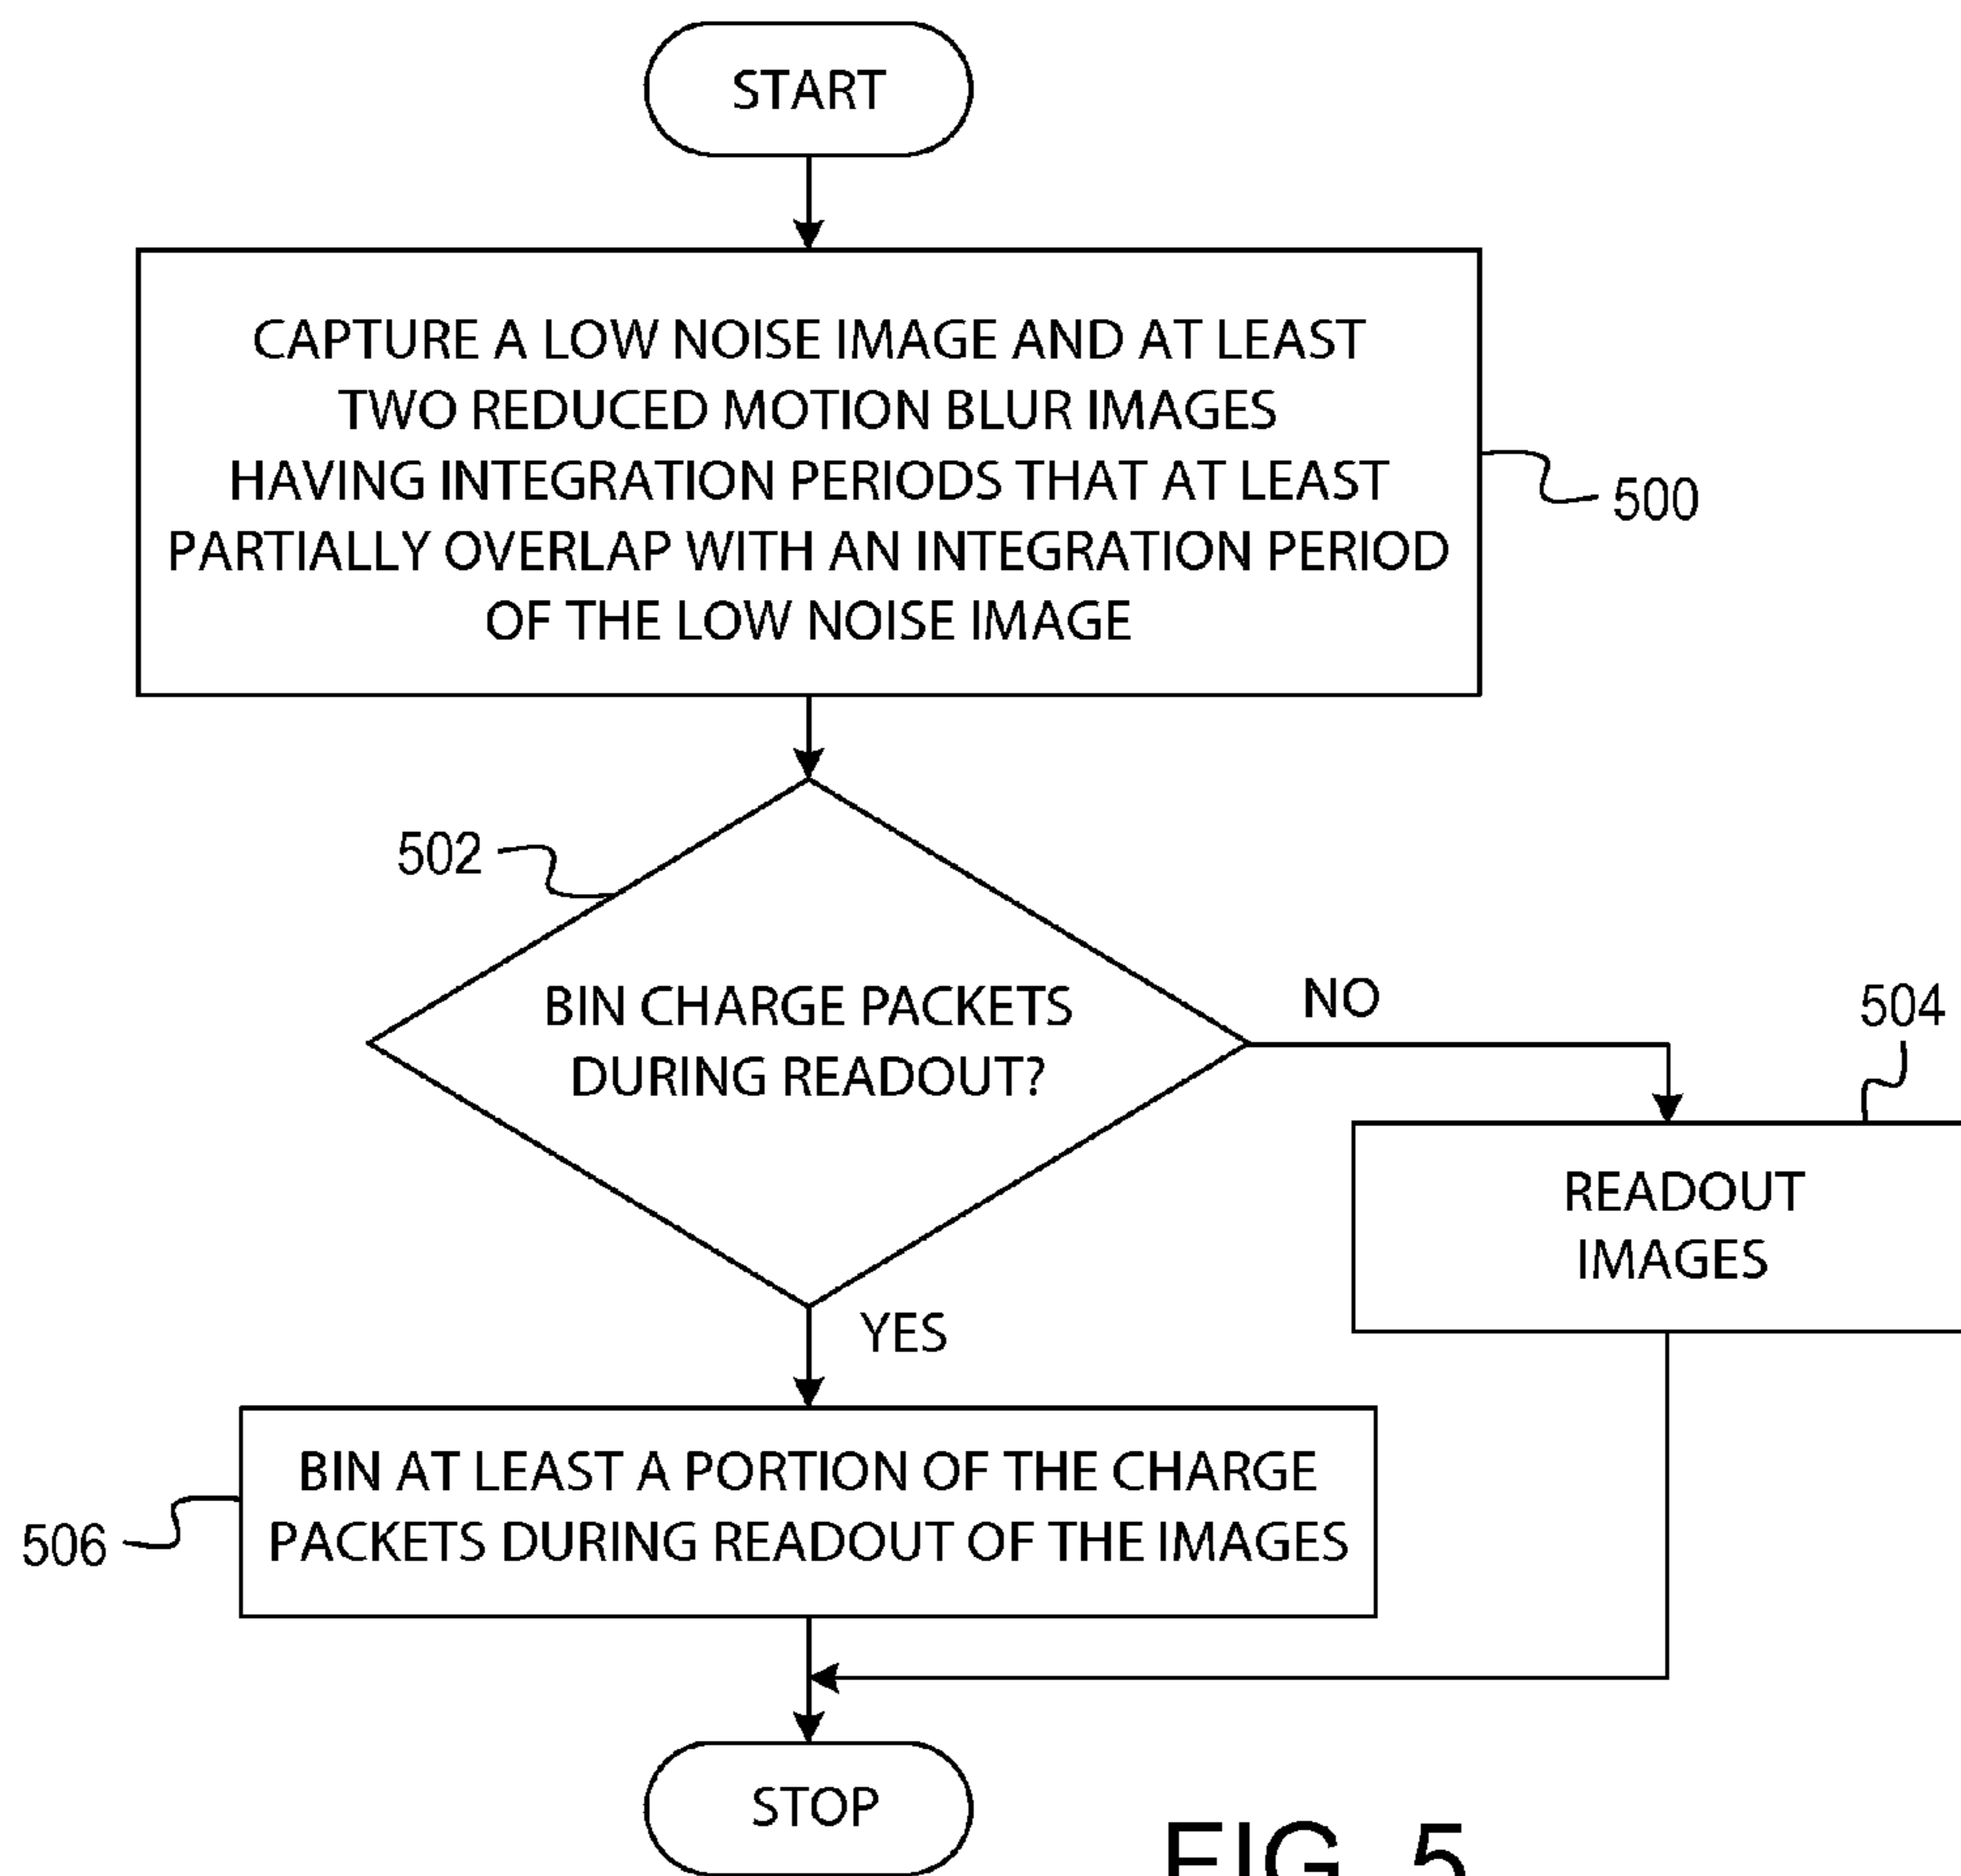 START
CAPTURE A LOW NOISE IMAGE AND AT LEAST
TWO REDUCED MOTION BLUR IMAGES
HAVING INTEGRATION PERIODS THAT AT LEAST
PARTIALLY OVERLAP WITH AN INTEGRATION PERIOD
OF THE LOW NOISE IMAGE
500
502
BIN CHARGE PACKETS
DURING READOUT?
NO
504
READOUT
IMAGES
YES
BIN AT LEAST A PORTION OF THE CHARGE
PACKETS DURING READOUT OF THE IMAGES
506
STOP
FIG. 5